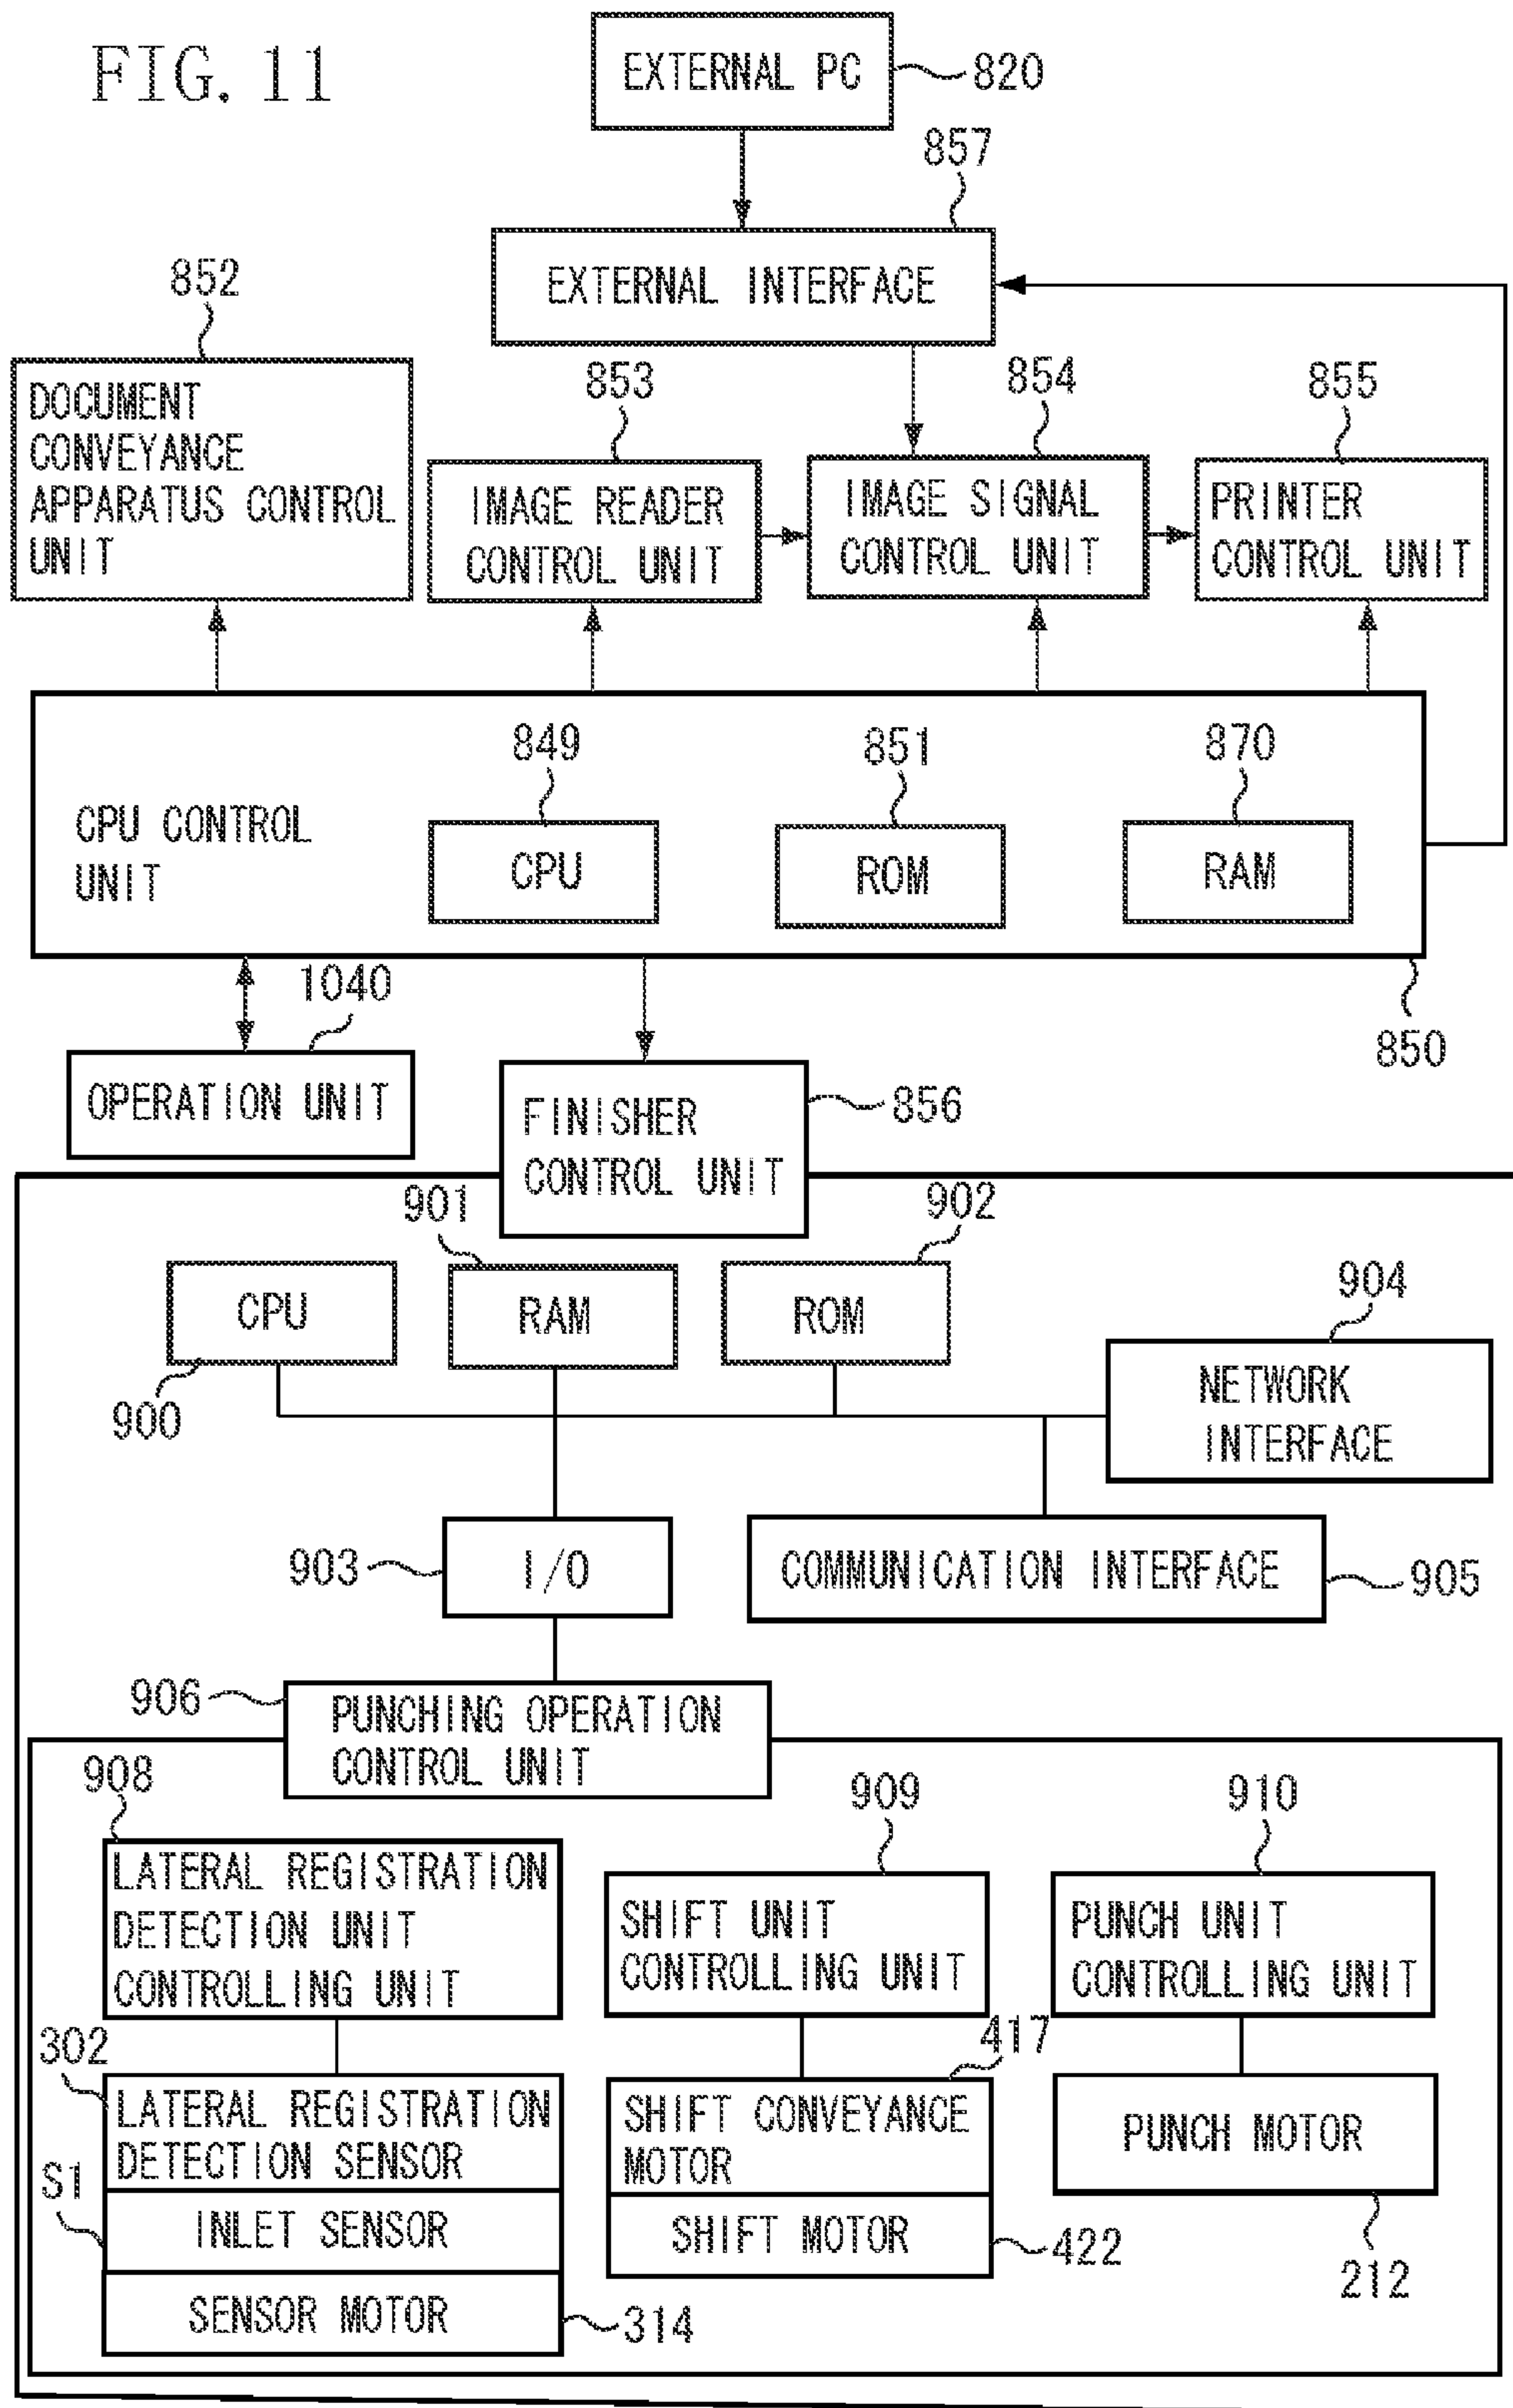 FIG. 11
EXTERNAL PC
820
857
EXTERNAL INTERFACE
852
DOCUMENT
CONVEYANCE
APPARATUS CONTROL
UNIT
853
IMAGE READER
CONTROL UNIT
854
IMAGE SIGNAL
CONTROL UNIT
855
PRINTER
CONTROL UNIT
CPU CONTROL
UNIT
849
CPU
851
ROM
870
RAM
850
1040
OPERATION UNIT
FINISHER
CONTROL UNIT
856
CPU
900
901
RAM
902
ROM
904
NETWORK
INTERFACE
903
I/O
COMMUNICATION INTERFACE
905
906
PUNCHING OPERATION
CONTROL UNIT
908
LATERAL REGISTRATION
DETECTION UNIT
CONTROLLING UNIT
909
SHIFT UNIT
CONTROLLING UNIT
910
PUNCH UNIT
CONTROLLING UNIT
302
LATERAL REGISTRATION
DETECTION SENSOR
S1
INLET SENSOR
SENSOR MOTOR
314
417
SHIFT CONVEYANCE
MOTOR
SHIFT MOTOR
422
PUNCH MOTOR
212